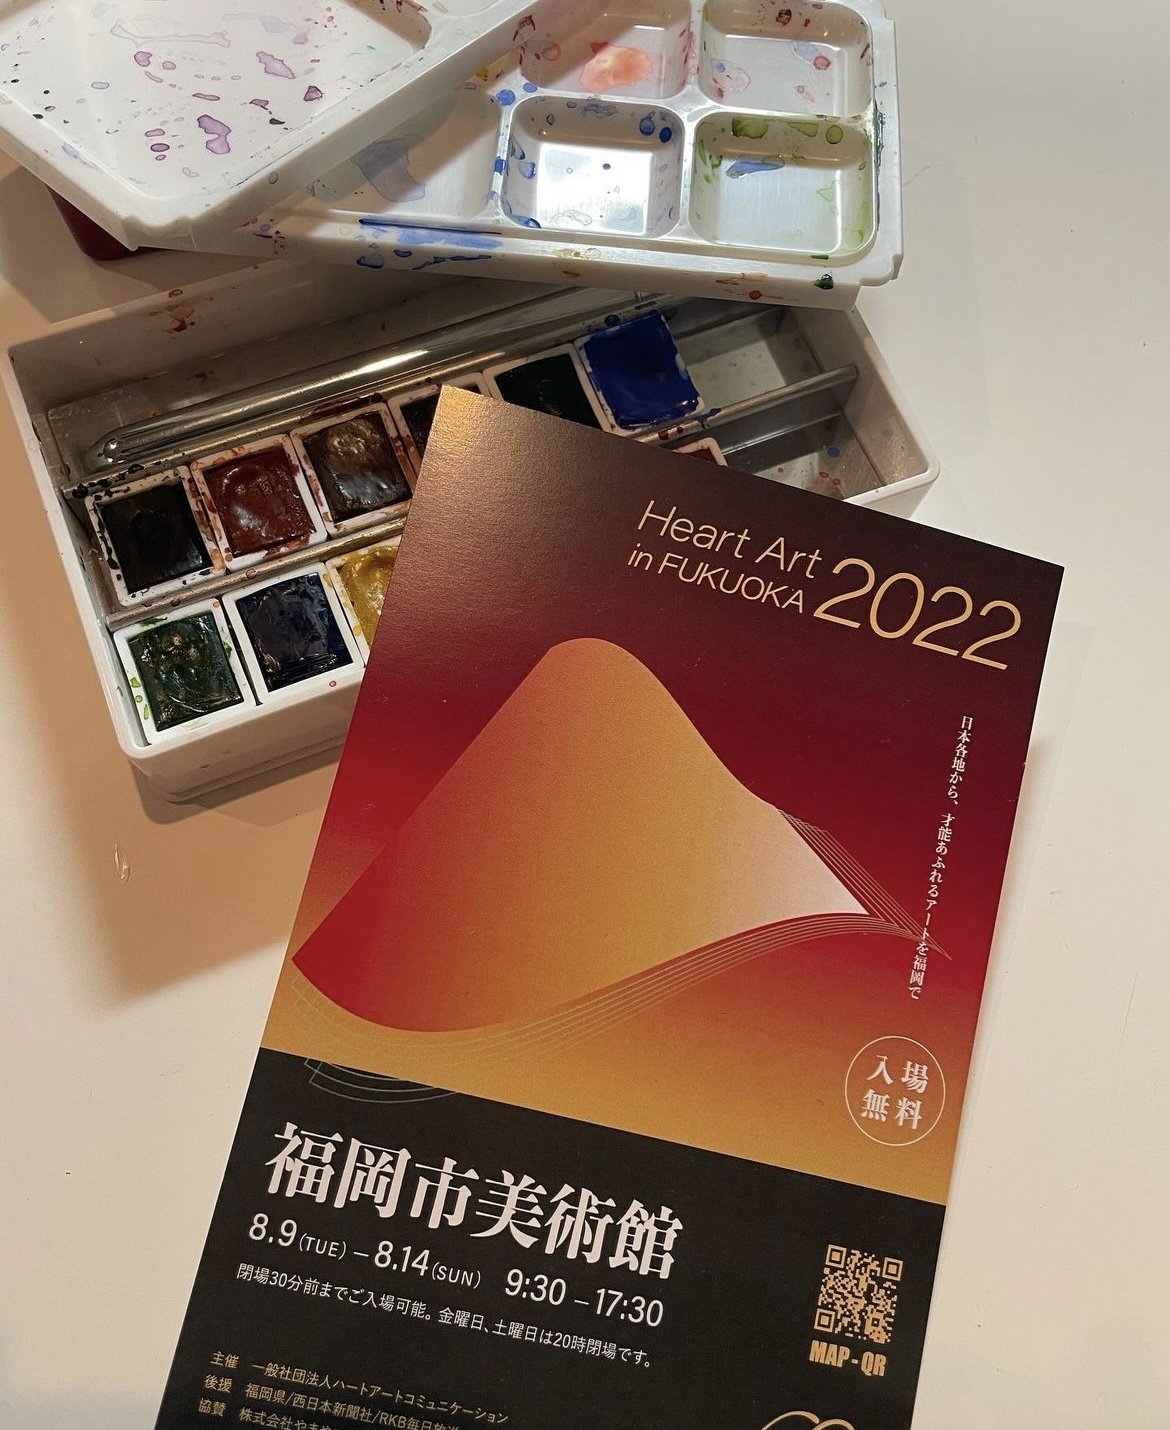 Heart Art
in FUKUOKA 2022
日本各地から、才能あふれるアートを福岡で
入場
無料
福岡市美術館
8.9(TUE) – 8.14(SUN) 9:30 – 17:30
閉場30分前までご入場可能。金曜日、土曜日は20時閉場です。
MAP-QR
主催 一般社団法人ハートアートコミュニケーション
後援 福岡県/西日本新聞社/RKB毎日放送
協賛 株式会社やまや